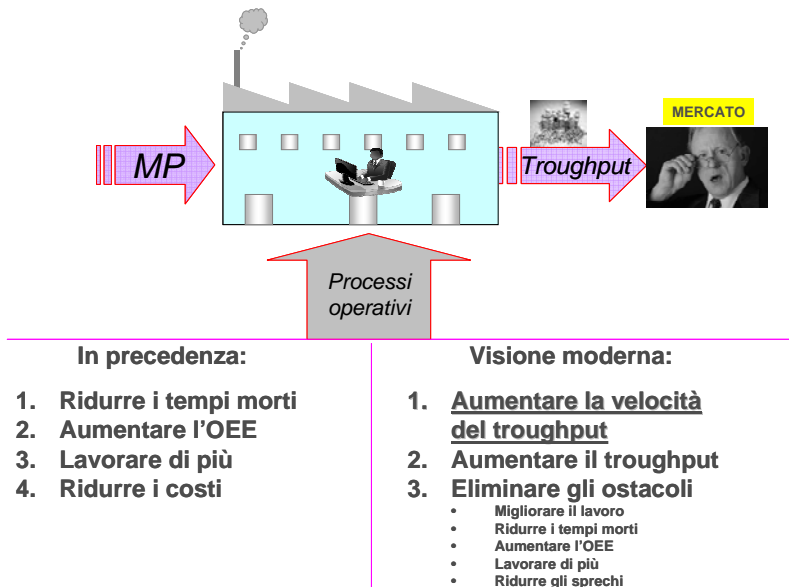 MERCATO
MP
Troughput
Processi
operativi
In precedenza:
1. Ridurre i tempi morti
2. Aumentare l'OEE
3. Lavorare di più
4. Ridurre i costi
Visione moderna:
1. Aumentare la velocità
del troughput
2. Aumentare il troughput
3. Eliminare gli ostacoli
• Migliorare il lavoro
• Ridurre i tempi morti
• Aumentare l'OEE
• Lavorare di più
• Ridurre gli sprechi